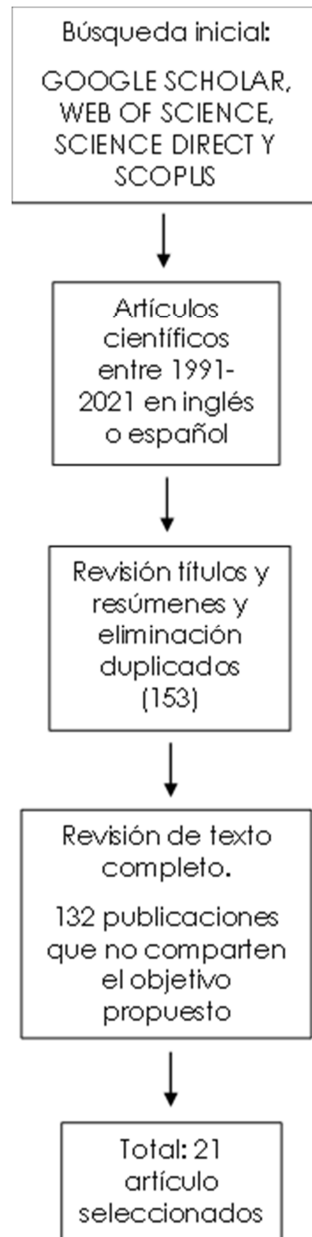 Búsqueda inicial:
GOOGLE SCHOLAR,
WEB OF SCIENCE,
SCIENCE DIRECT Y
SCOPUS
Artículos
científicos
entre 1991-
2021 en inglés
o español
Revisión títulos y
resúmenes y
eliminación
duplicados
(153)
Revisión de texto
completo.
132 publicaciones
que no comparten
el objetivo
propuesto
Total: 21
artículo
seleccionados